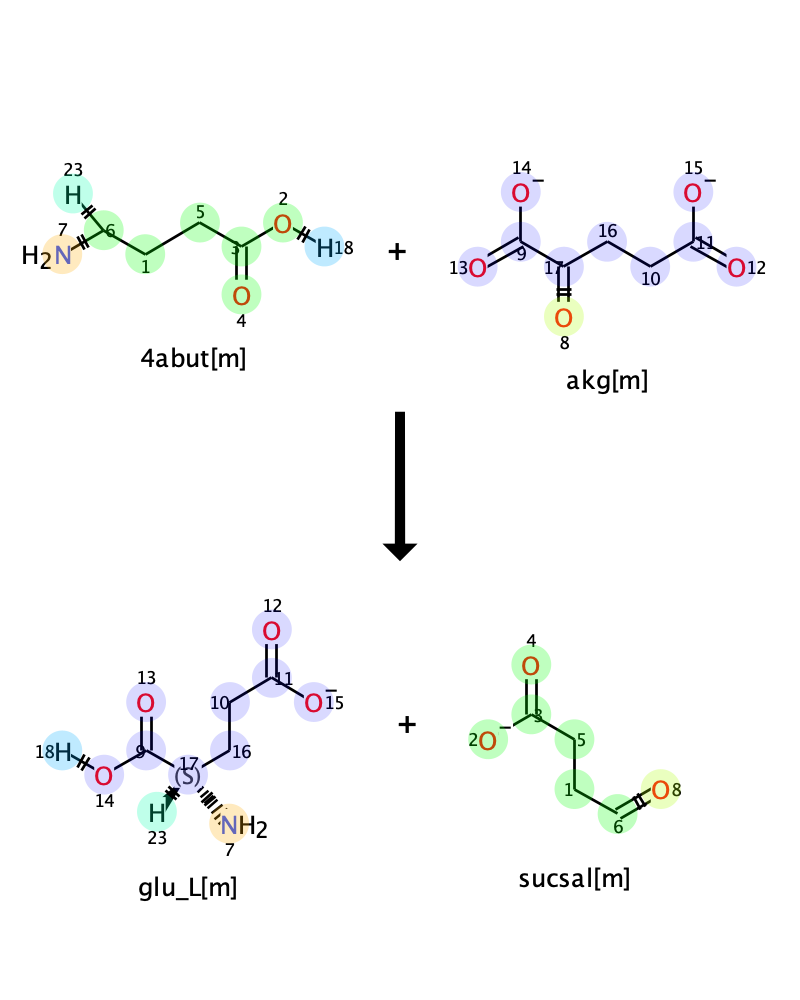 23
H
7
H₂N
6
1
5
3
O
4
2
O
H18
4abut[m]
+
14
O⁻
13O
9
17
O
8
16
10
15
O⁻
11
O12
akg[m]
12
O
11
O⁻15
10
13
O
9
16
18H
O
14
17
(S)
H
23
NH₂
7
glu_L[m]
+
4
O
3
2O⁻
5
1
6
O8
sucsal[m]